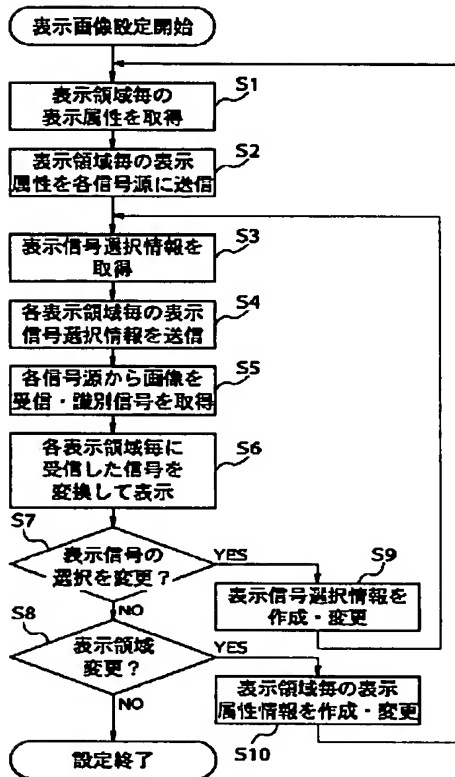 表示画像設定開始
S1
表示領域毎の
表示属性を取得
S2
表示領域毎の表示
属性を各信号源に送信
S3
表示信号選択情報を
取得
S4
各表示領域毎の表示
信号選択情報を送信
S5
各信号源から画像を
受信・識別信号を取得
S6
各表示領域毎に
受信した信号を
変換して表示
S7
表示信号の
選択を変更？
YES
S9
表示信号選択情報を
作成・変更
NO
S8
表示領域
変更？
YES
表示領域毎の表示
属性情報を作成・変更
S10
NO
設定終了